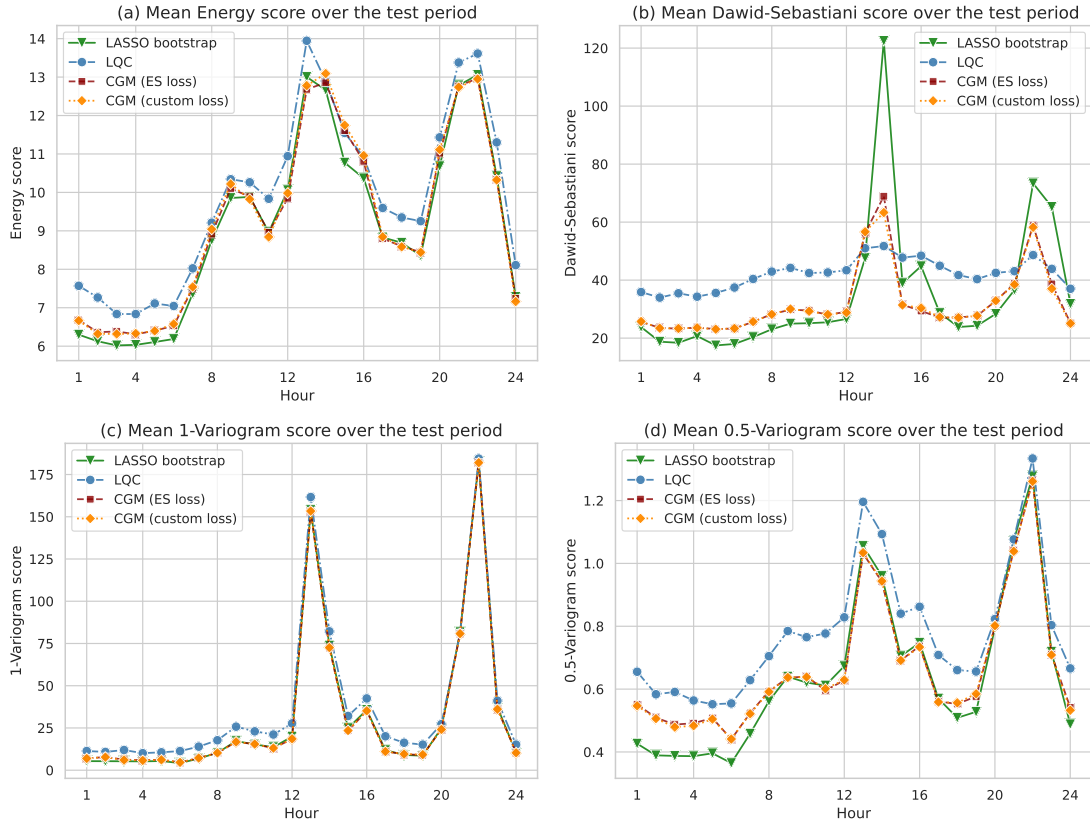 (a) Mean Energy score over the test period
LASSO bootstrap
LQC
CGM (ES loss)
CGM (custom loss)
14
13
12
11
10
9
8
7
6
Energy score
1 4 8 12 16 20 24
Hour
(b) Mean Dawid-Sebastiani score over the test period
LASSO bootstrap
LQC
CGM (ES loss)
CGM (custom loss)
120
100
80
60
40
20
Dawid-Sebastiani score
1 4 8 12 16 20 24
Hour
(c) Mean 1-Variogram score over the test period
LASSO bootstrap
LQC
CGM (ES loss)
CGM (custom loss)
175
150
125
100
75
50
25
0
1-Variogram score
1 4 8 12 16 20 24
Hour
(d) Mean 0.5-Variogram score over the test period
LASSO bootstrap
LQC
CGM (ES loss)
CGM (custom loss)
1.2
1.0
0.8
0.6
0.4
0.5-Variogram score
1 4 8 12 16 20 24
Hour